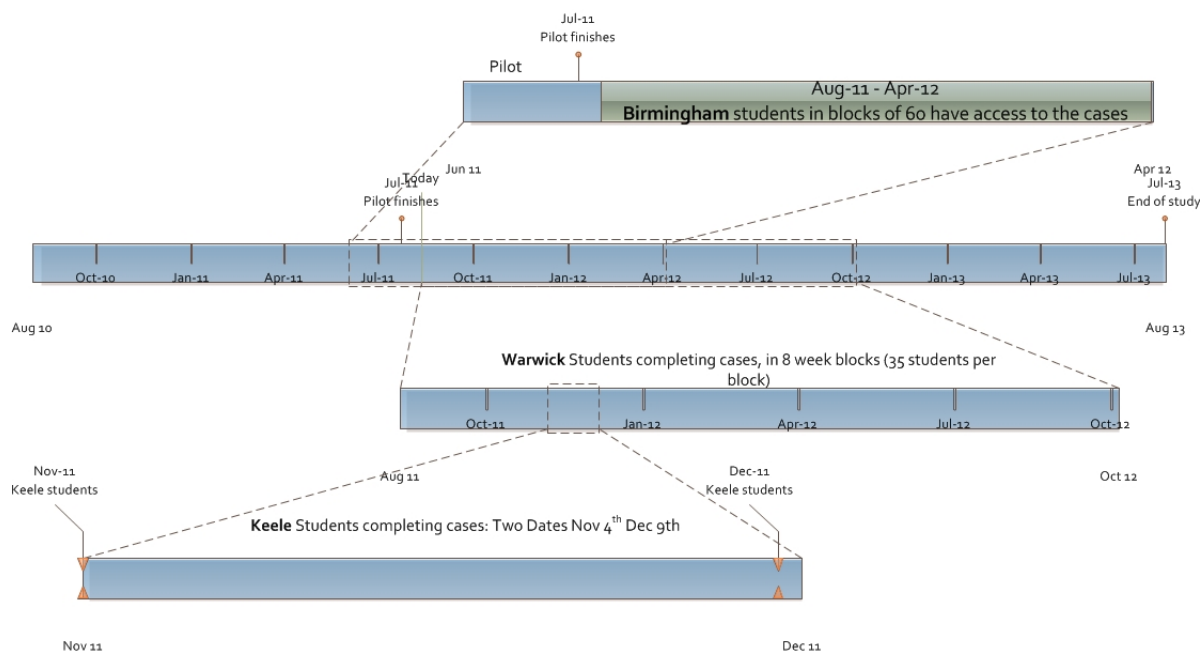 Jul-11
Pilot finishes
Pilot
Aug-11 - Apr-12
Birmingham students in blocks of 60 have access to the cases
Jun 11
Apr 12
Today
Jul-11
Pilot finishes
Jul-13
End of study
Oct-10
Jan-11
Apr-11
Jul-11
Oct-11
Jan-12
Apr-12
Jul-12
Oct-12
Jan-13
Apr-13
Jul-13
Aug 10
Aug 13
Warwick Students completing cases, in 8 week blocks (35 students per
block)
Oct-11
Jan-12
Apr-12
Jul-12
Oct-12
Aug 11
Oct 12
Nov-11
Keele students
Dec-11
Keele students
Keele Students completing cases: Two Dates Nov 4th Dec 9th
Nov 11
Dec 11